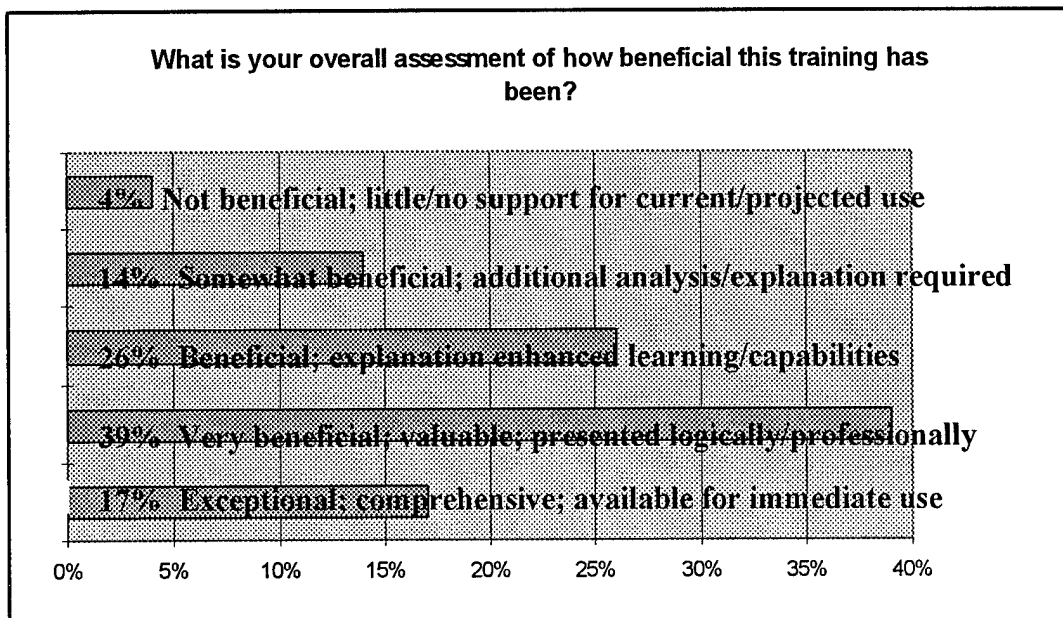 What is your overall assessment of how beneficial this training has
been?
4% Not beneficial; little/no support for current/projected use
14% Somewhat beneficial; additional analysis/explanation required
26% Beneficial; explanation enhanced learning/capabilities
39% Very beneficial; valuable; presented logically/professionally
17% Exceptional; comprehensive; available for immediate use
0% 5% 10% 15% 20% 25% 30% 35% 40%